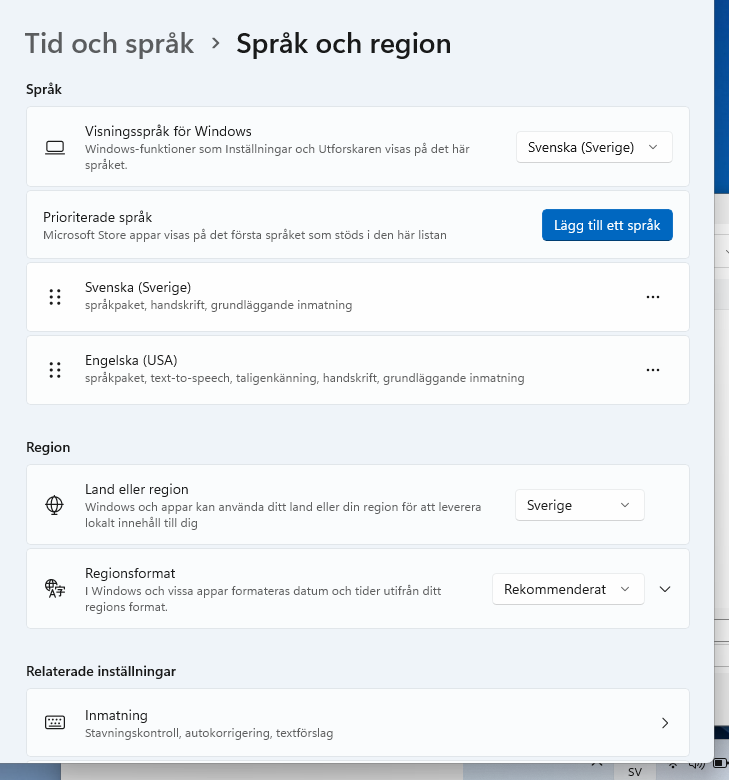 Tid och språk › Språk och region
Språk
Visningsspråk för Windows
Windows-funktioner som Inställningar och Utforskaren visas på det här
språket.
Svenska (Sverige)
Prioriterade språk
Microsoft Store appar visas på det första språket som stöds i den här listan
Lägg till ett språk
Svenska (Sverige)
språkpaket, handskrift, grundläggande inmatning
Engelska (USA)
språkpaket, text-to-speech, taligenkänning, handskrift, grundläggande inmatning
Region
Land eller region
Windows och appar kan använda ditt land eller din region för att leverera
lokalt innehåll till dig
Sverige
Regionsformat
I Windows och vissa appar formateras datum och tider utifrån ditt
regions format.
Rekommenderat
Relaterade inställningar
Inmatning
Stavningskontroll, autokorrigering, textförslag
SV